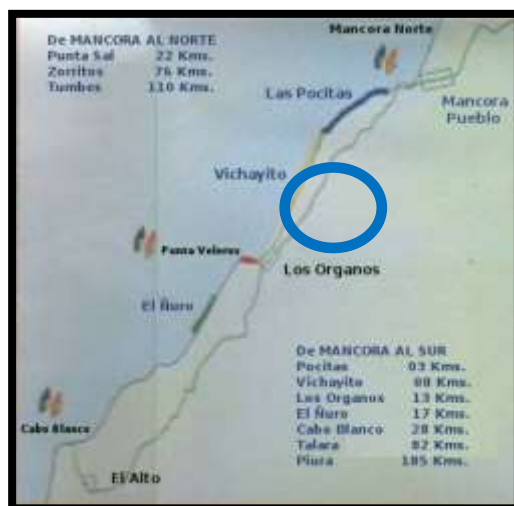 Mancora Norte
De MANCORA AL NORTE
Punta Sal 22 Kms.
Zorritos 76 Kms.
Tumbes 110 Kms.
Las Pocitas
Mancora
Pueblo
Vichayito
Punta Veleros
Los Organos
El Ñuro
De MANCORA AL SUR
Pocitas 03 Kms.
Vichayito 08 Kms.
Los Organos 13 Kms.
El Ñuro 17 Kms.
Cabo Blanco 28 Kms.
Talara 82 Kms.
Piura 185 Kms.
Cabo Blanco
El Alto